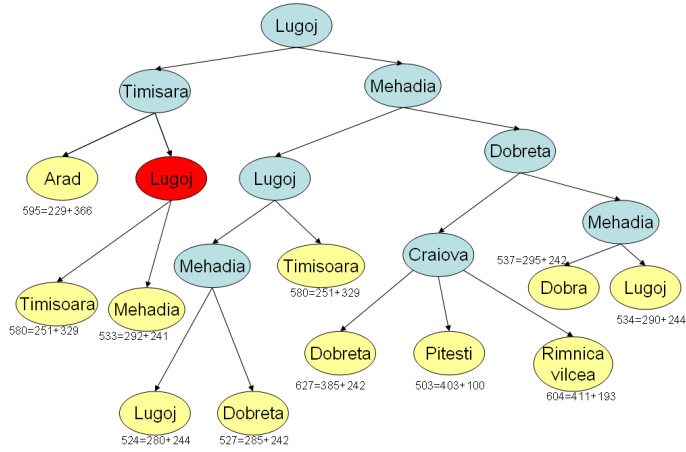 Lugoj
Timisara
Mehadia
Dobreta
Arad
Lugoj
Lugoj
595=229+366
Mehadia
Craiova
537=295+242
Mehadia
Timisoara
Dobra
Lugoj
580=251+329
534=290+244
Timisoara
Mehadia
580=251+329
533=292+241
Dobreta
Pitesti
Rimnica
vilcea
627=385+242
503=403+100
604=411+193
Lugoj
Dobreta
524=280+244
527=285+242